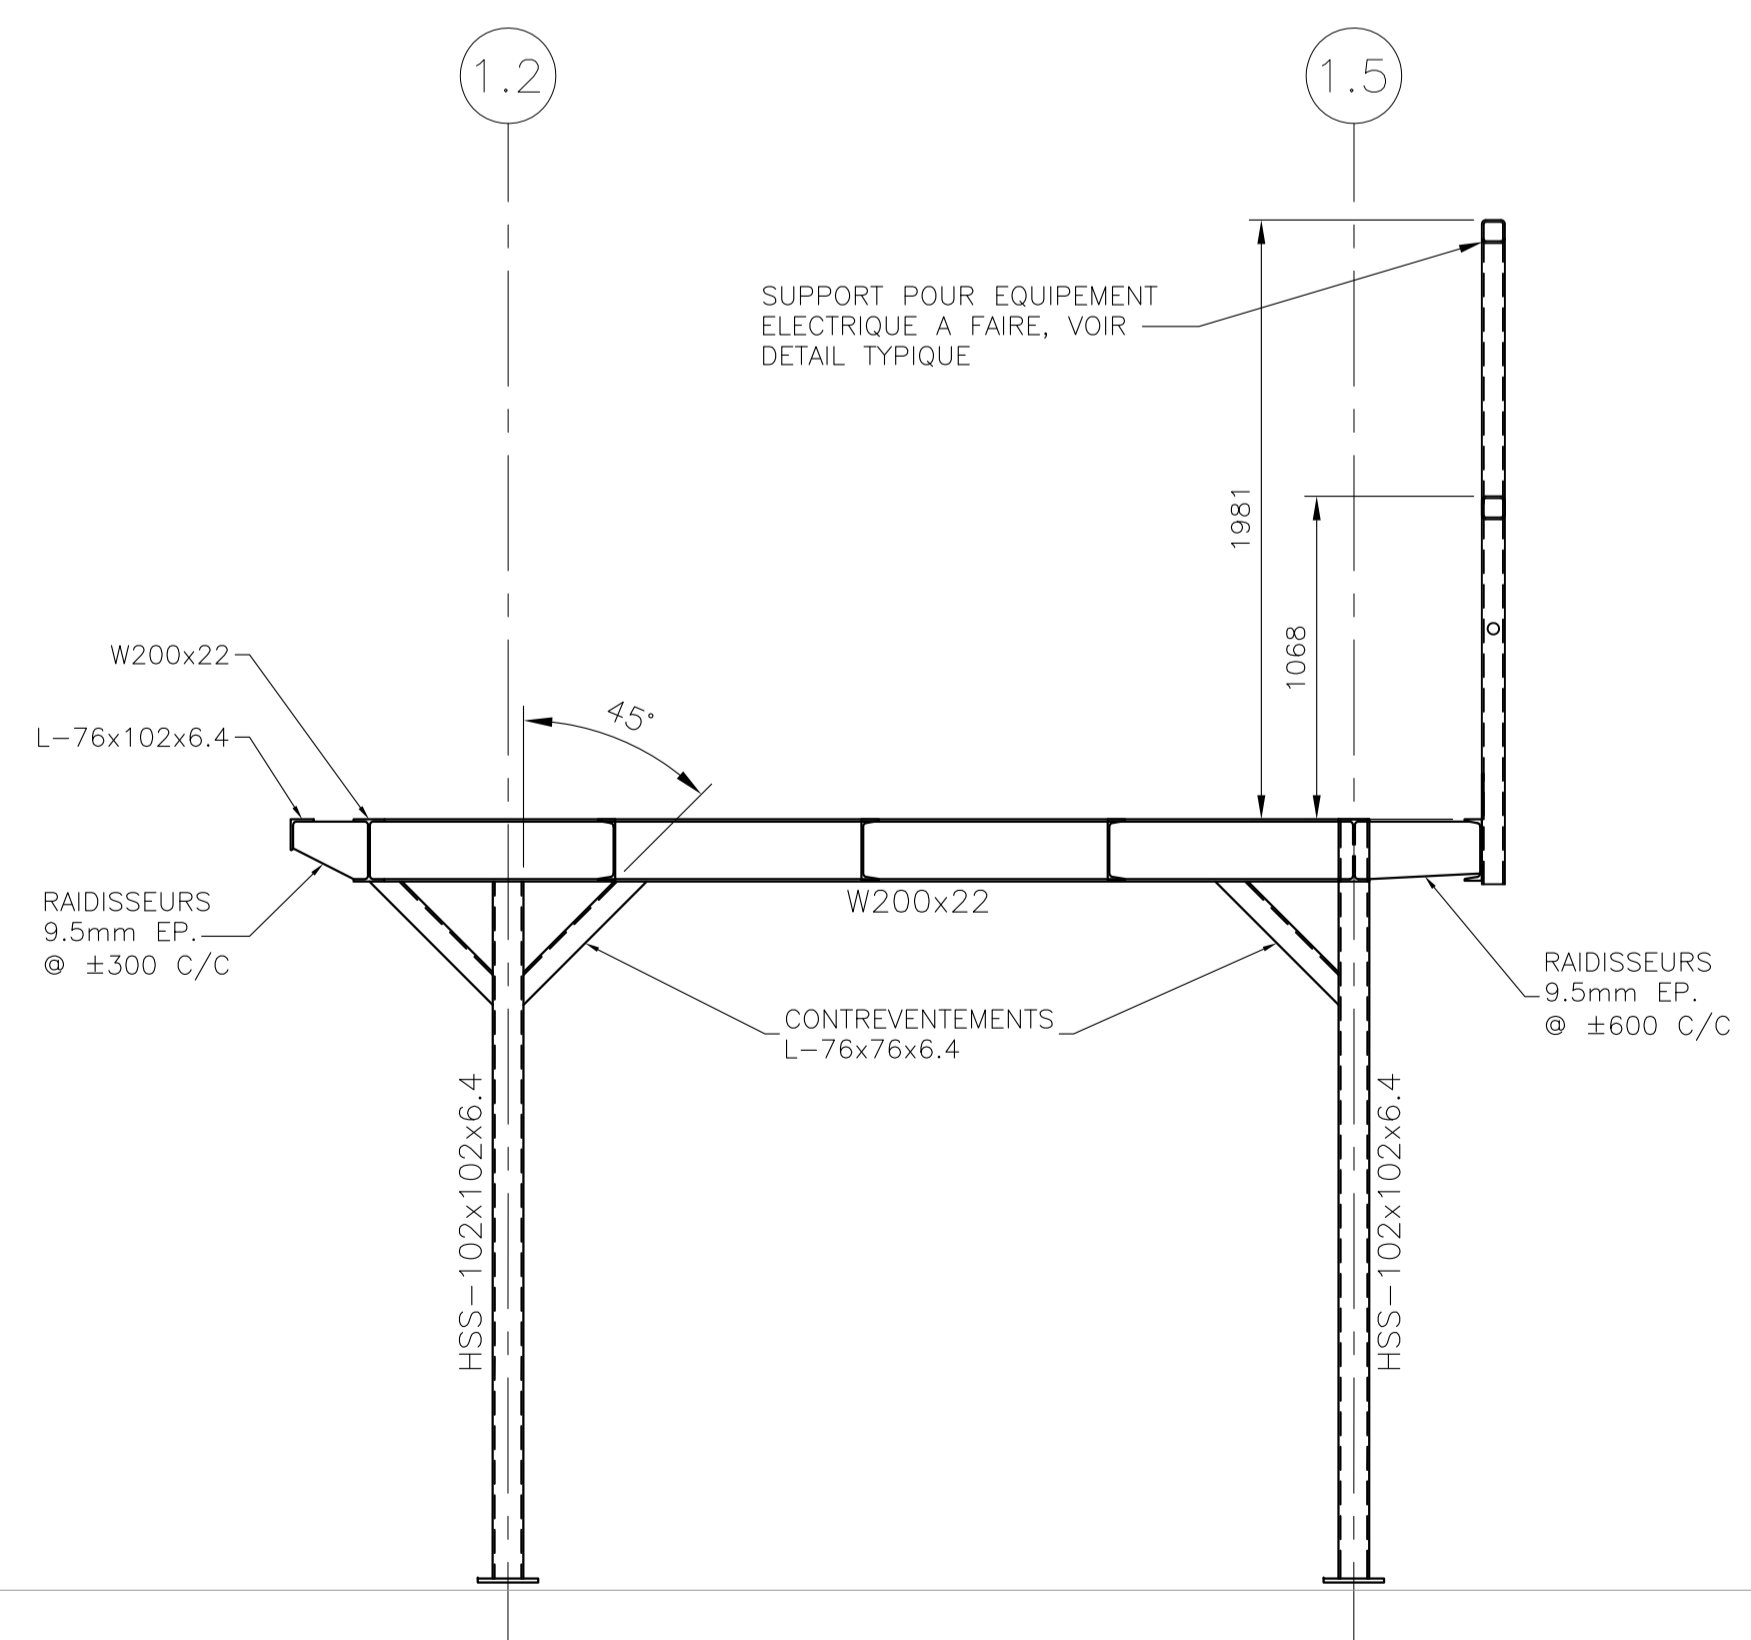 1.2
1.5
SUPPORT POUR EQUIPEMENT
ELECTRIQUE A FAIRE, VOIR
DETAIL TYPIQUE
1981
1068
W200x22
L-76x102x6.4
45°
RAIDISSEURS
9.5mm EP.
@ ±300 C/C
W200x22
RAIDISSEURS
9.5mm EP.
@ ±600 C/C
CONTREVENTEMENTS
L-76x76x6.4
HSS-102x102x6.4
HSS-102x102x6.4